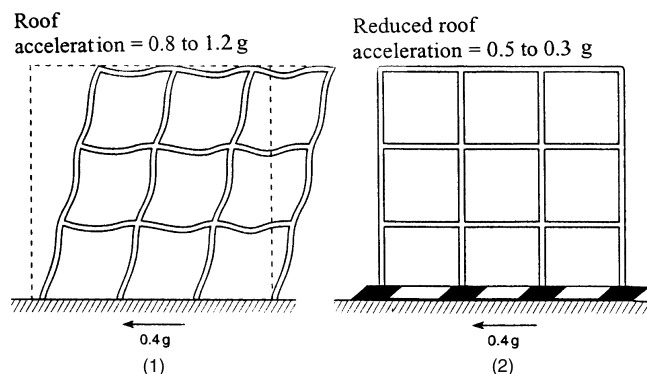 Roof
acceleration = 0.8 to 1.2 g
Reduced roof
acceleration = 0.5 to 0.3 g
0.4g
0.4g
(1)
(2)